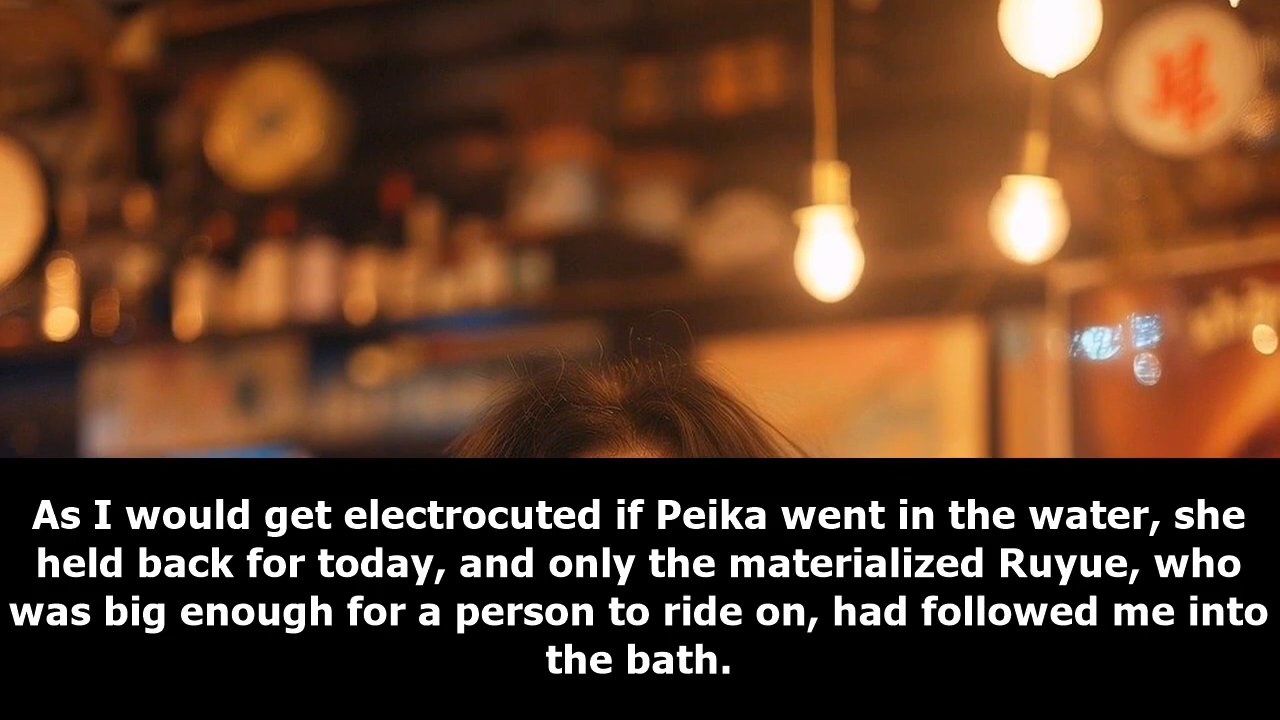 As I would get electrocuted if Peika went in the water, she
held back for today, and only the materialized Ruyue, who
was big enough for a person to ride on, had followed me into
the bath.